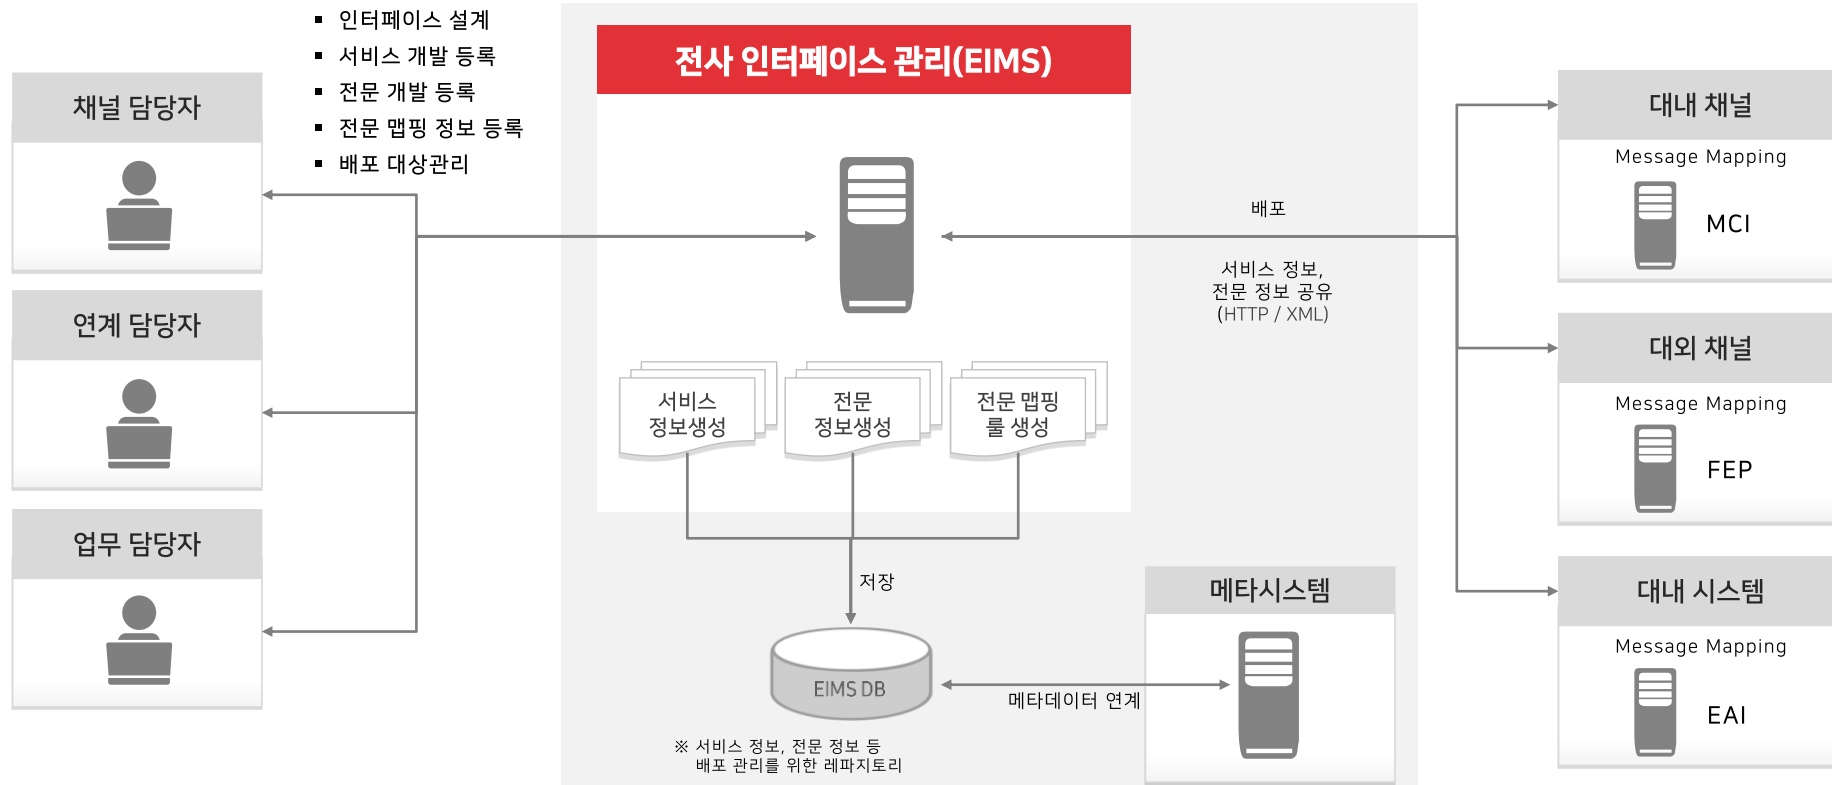 인터페이스 설계
서비스 개발 등록
전문 개발 등록
전문 맵핑 정보 등록
배포 대상관리
채널 담당자
연계 담당자
업무 담당자
전사 인터페이스 관리(EIMS)
서비스
정보생성
전문
정보생성
전문 맵핑
룰 생성
저장
EIMS DB
※ 서비스 정보, 전문 정보 등
배포 관리를 위한 레파지토리
메타데이터 연계
메타시스템
배포
서비스 정보,
전문 정보 공유
(HTTP / XML)
대내 채널
Message Mapping
MCI
대외 채널
Message Mapping
FEP
대내 시스템
Message Mapping
EAI